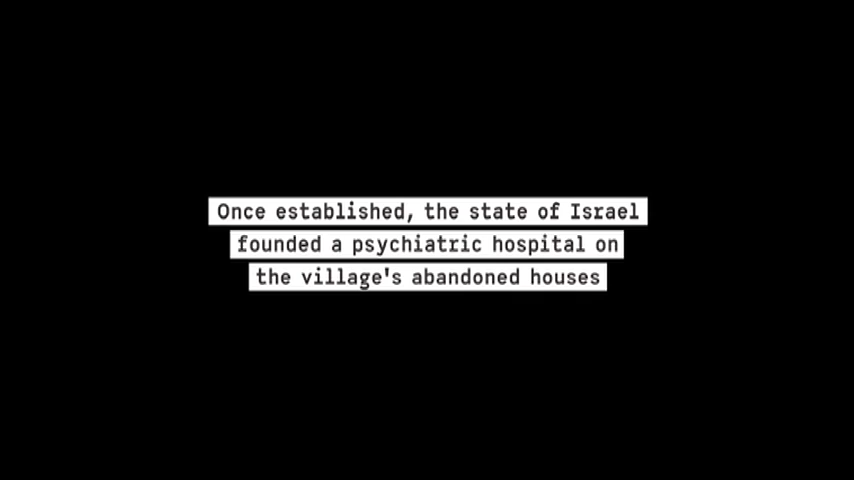 Once established, the state of Israel
founded a psychiatric hospital on
the village's abandoned houses